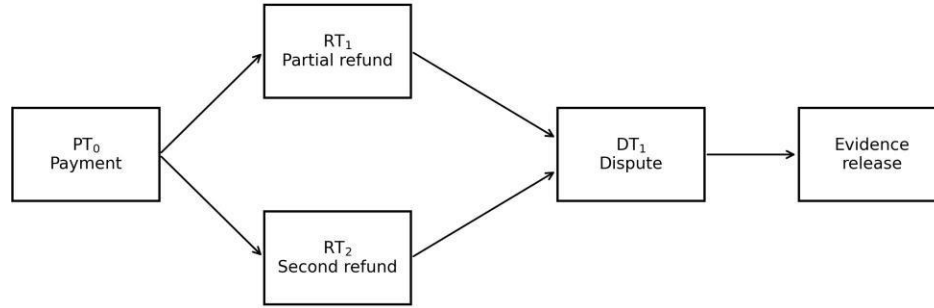 PT₀
Payment
RT₁
Partial refund
RT₂
Second refund
DT₁
Dispute
Evidence
release